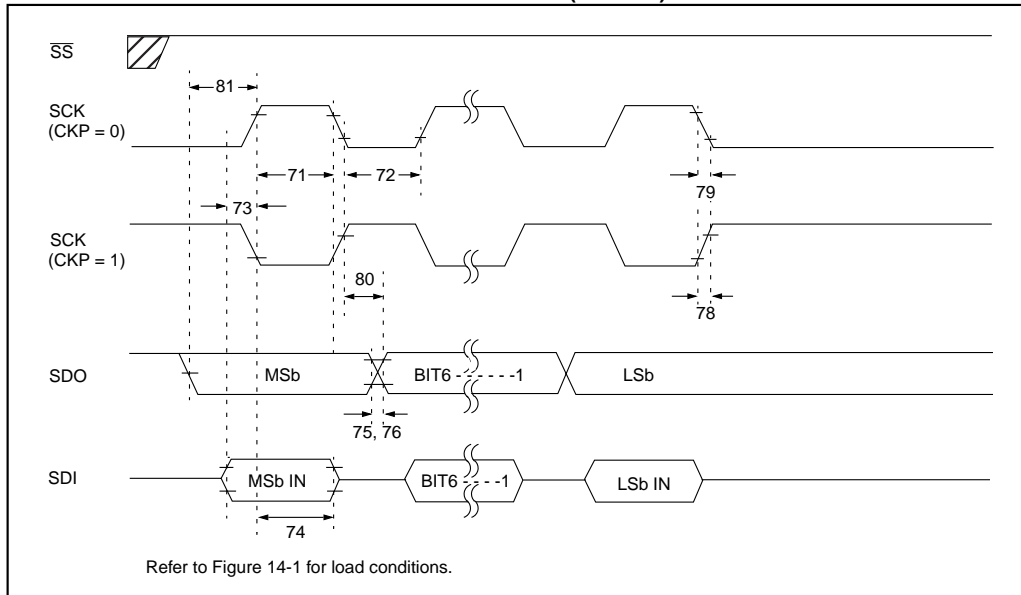 SS
81
SCK
(CKP = 0)
71
72
79
73
SCK
(CKP = 1)
80
78
SDO
MSb
BIT6 - - - - - -1
LSb
75, 76
SDI
MSb IN
BIT6 - - - -1
LSb IN
74
Refer to Figure 14-1 for load conditions.